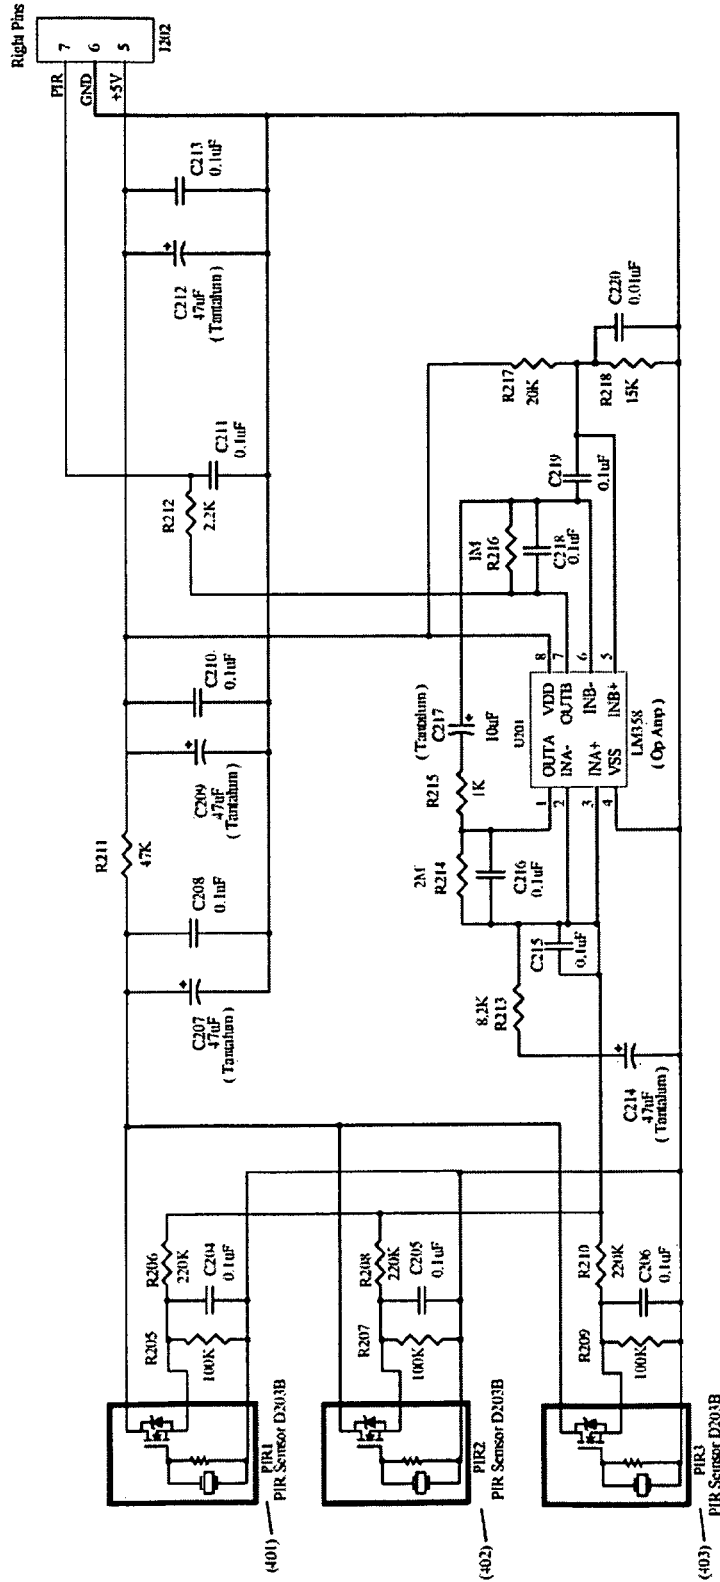 Right Pins
7
6
5
J202
PIR
GND
+5V
C213
0.1uF
+
C212
47uF
( Tantalum )
C211
0.1uF
R212
2.2K
C210
0.1uF
+
C209
47uF
( Tantalum )
R211
47K
C208
0.1uF
+
C207
47uF
( Tantalum )
C220
0.01uF
R217
20K
R218
15K
C219
0.1uF
1M
R216
C218
0.1uF
( Tantalum )
C217
+
10uF
R215
1K
2M
R214
C216
0.1uF
U201
8
7
6
5
VDD
OUTB
INB-
INB+
OUTA
INA-
INA+
VSS
1
2
3
4
LM358
( Op Amp )
C215
0.1uF
8.2K
R213
+
C214
47uF
( Tantalum )
R206
220K
C204
0.1uF
R205
100K
R208
220K
C205
0.1uF
R207
100K
R210
220K
C206
0.1uF
R209
100K
PIR1
PIR Sensor D203B
(401)
PIR2
PIR Sensor D203B
(402)
PIR3
PIR Sensor D203B
(403)